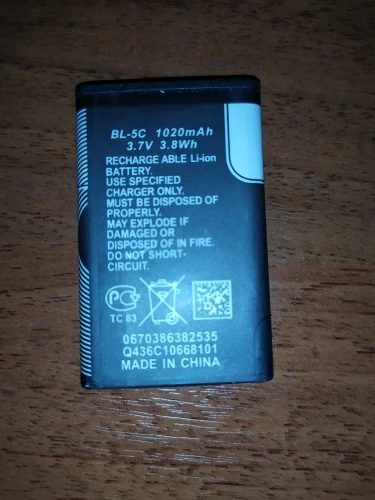 BL-5C 1020mAh
3.7V 3.8Wh
RECHARGE ABLE Li-ion
BATTERY.
USE SPECIFIED
CHARGER ONLY.
MUST BE DISPOSED OF
PROPERLY.
MAY EXPLODE IF
DAMAGED OR
DISPOSED OF IN FIRE.
DO NOT SHORT-
CIRCUIT.
TC 83
0670386382535
Q436C10668101
MADE IN CHINA